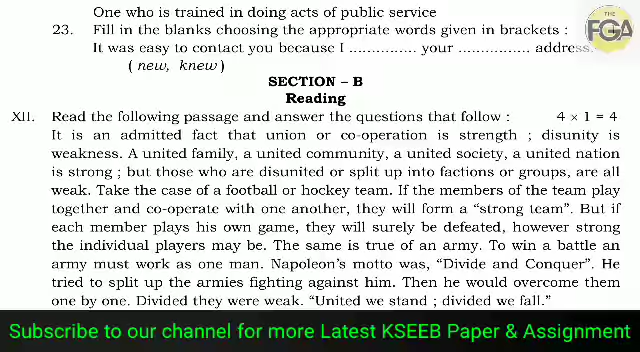 One who is trained in doing acts of public service
THE
FGA
23. Fill in the blanks choosing the appropriate words given in brackets :
It was easy to contact you because I ................ your ................. address.
( new, knew )
SECTION – B
Reading
XII. Read the following passage and answer the questions that follow : 4 × 1 = 4
It is an admitted fact that union or co-operation is strength ; disunity is
weakness. A united family, a united community, a united society, a united nation
is strong ; but those who are disunited or split up into factions or groups, are all
weak. Take the case of a football or hockey team. If the members of the team play
together and co-operate with one another, they will form a “strong team”. But if
each member plays his own game, they will surely be defeated, however strong
the individual players may be. The same is true of an army. To win a battle an
army must work as one man. Napoleon’s motto was, “Divide and Conquer”. He
tried to split up the armies fighting against him. Then he would overcome them
one by one. Divided they were weak. “United we stand ; divided we fall.”
Subscribe to our channel for more Latest KSEEB Paper & Assignment